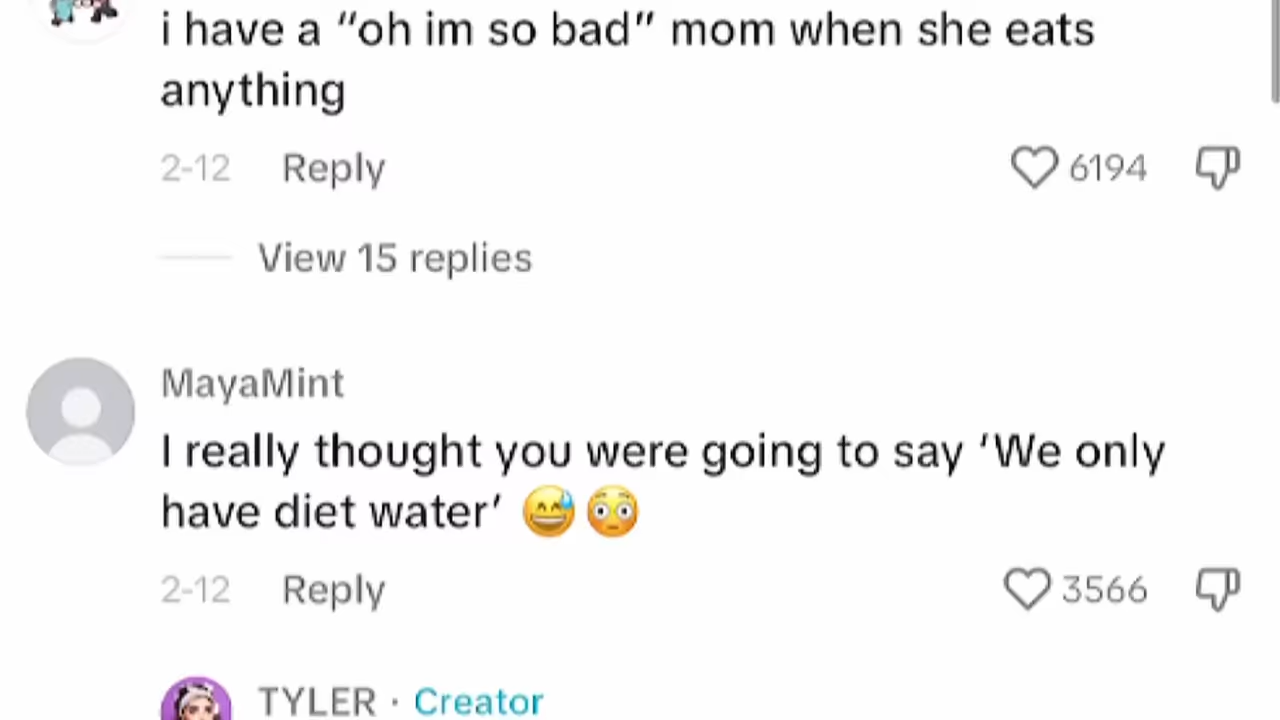 i have a “oh im so bad” mom when she eats
anything
2-12 Reply 6194
View 15 replies
MayaMint
I really thought you were going to say ‘We only
have diet water’ 😅😳
2-12 Reply 3566
TYLER · Creator